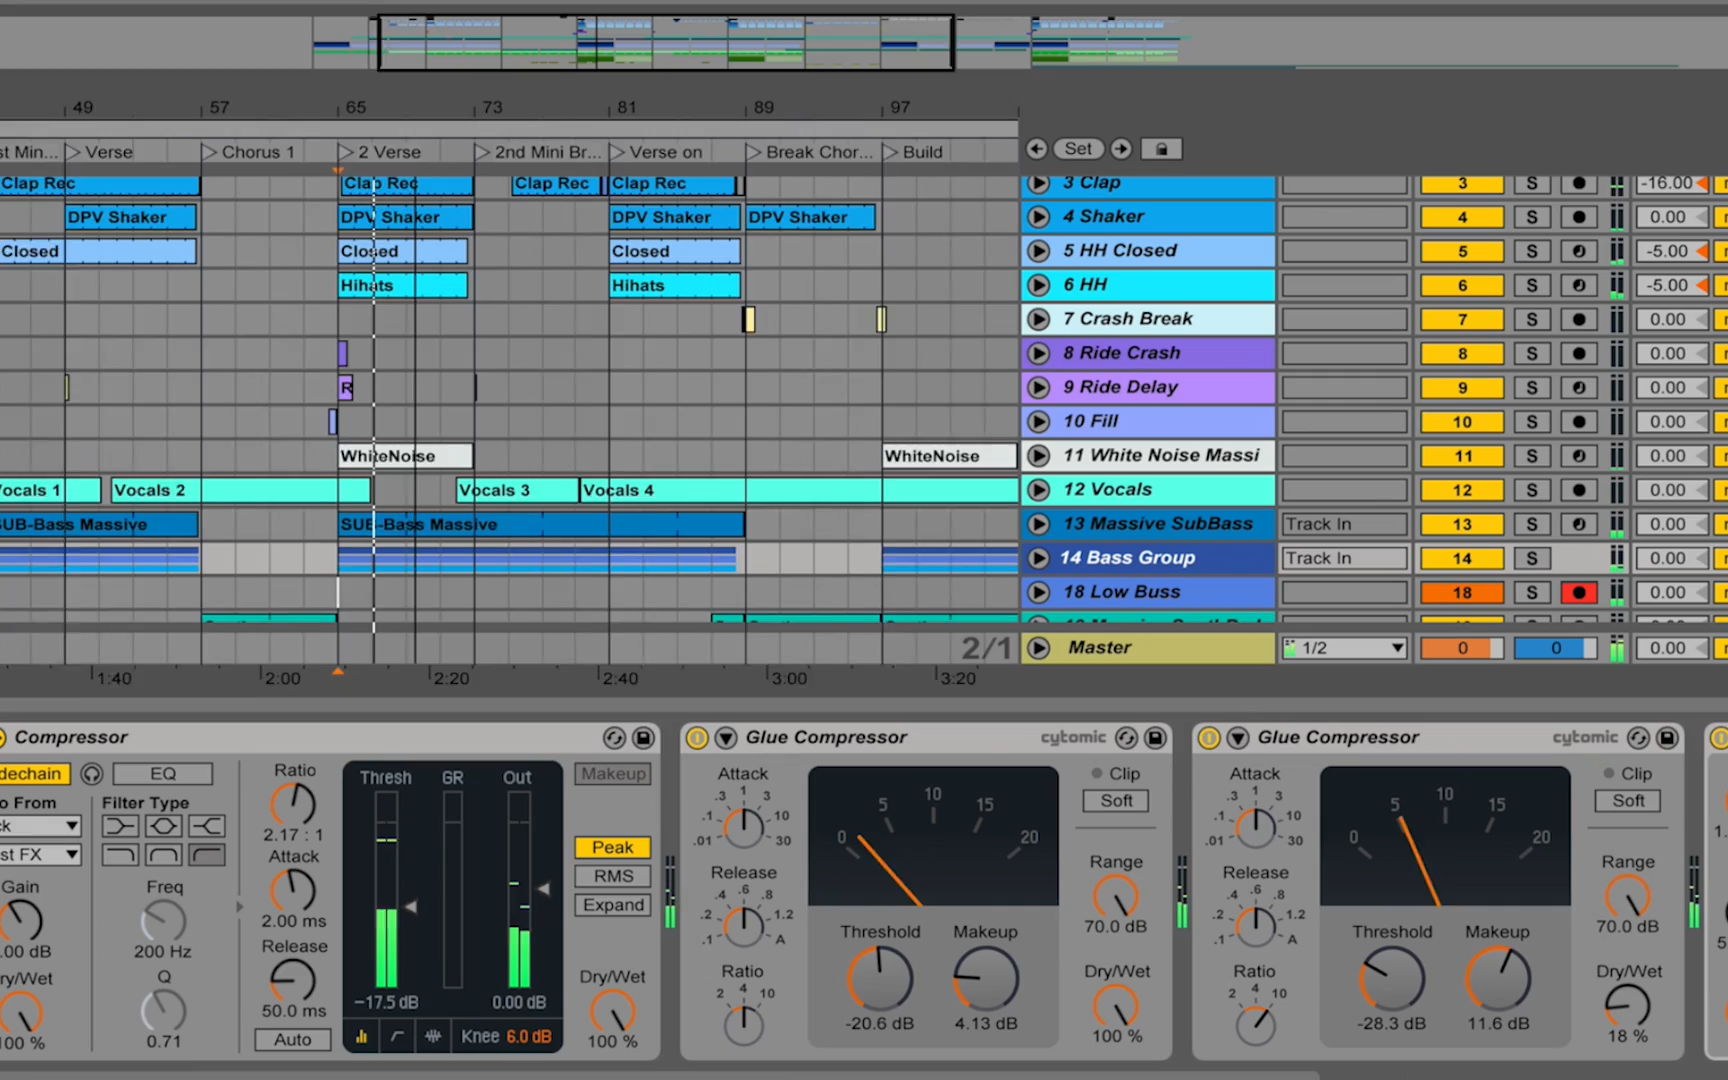 49 57 65 73 81 89 97
st Min... Verse Chorus 1 2 Verse 2nd Mini Br... Verse on Break Chor... Build Set
Clap Rec Clap Rec Clap Rec Clap Rec 3 Clap 3 S -16.00
DPV Shaker DPV Shaker DPV Shaker DPV Shaker 4 Shaker 4 S 0.00
Closed Closed Closed 5 HH Closed 5 S -5.00
Hihats Hihats 6 HH 6 S -5.00
7 Crash Break 7 S 0.00
8 Ride Crash 8 S 0.00
R 9 Ride Delay 9 S 0.00
10 Fill 10 S 0.00
WhiteNoise WhiteNoise 11 White Noise Massi 11 S 0.00
Vocals 1 Vocals 2 Vocals 3 Vocals 4 12 Vocals 12 S 0.00
SUB-Bass Massive SUB-Bass Massive 13 Massive SubBass Track In 13 S 0.00
14 Bass Group Track In 14 S 0.00
18 Low Buss 18 S 0.00
2/1 Master 1/2 0 0 0.00
1:40 2:00 2:20 2:40 3:00 3:20
Compressor
dechain EQ
o From Filter Type
ck
st FX
Gain Freq
.00 dB 200 Hz
ry/Wet Q
100 % 0.71
Ratio
2.17 : 1
Attack
2.00 ms
Release
50.0 ms
Auto
Thresh GR Out
-17.5 dB 0.00 dB
Knee 6.0 dB
Makeup
Peak
RMS
Expand
Dry/Wet
100 %
Glue Compressor cytomic
Attack
.01 .1 .3 1 3 10 30
Release
.1 .2 .4 .6 .8 1.2 A
Ratio
2 4 10
0 5 10 15 20
Threshold Makeup
-20.6 dB 4.13 dB
Clip
Soft
Range
70.0 dB
Dry/Wet
100 %
Glue Compressor cytomic
Attack
.01 .1 .3 1 3 10 30
Release
.1 .2 .4 .6 .8 1.2 A
Ratio
2 4 10
0 5 10 15 20
Threshold Makeup
-28.3 dB 11.6 dB
Clip
Soft
Range
70.0 dB
Dry/Wet
18 %